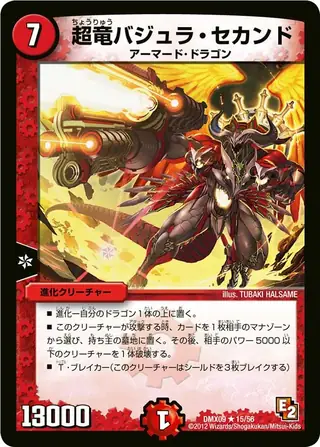 7
ちょうりゅう
超竜バジュラ・セカンド
アーマード・ドラゴン
illus. TUBAKI HALSAME
進化クリーチャー
■ 進化－自分のドラゴン1体の上に置く。
■ このクリーチャーが攻撃する時、カードを1枚相手のマナゾーン
から選び、持ち主の墓地に置く。その後、相手のパワー5000以
下のクリーチャーを1体破壊する。
■ T・ブレイカー(このクリーチャーはシールドを3枚ブレイクする)
13000
1
E2
DMX09 ★ 15/56
©2012 Wizards/Shogakukan/Mitsui-Kids